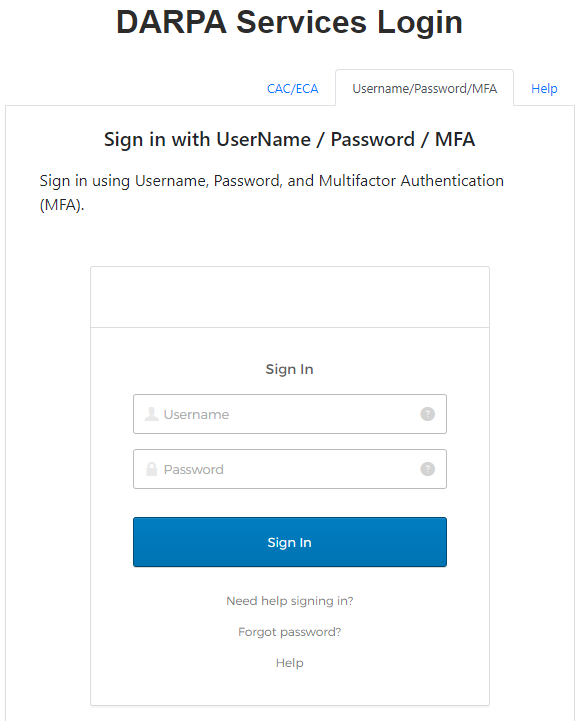 DARPA Services Login
CAC/ECA
Username/Password/MFA
Help
Sign in with UserName / Password / MFA
Sign in using Username, Password, and Multifactor Authentication
(MFA).
Sign In
Username ?
Password ?
Sign In
Need help signing in?
Forgot password?
Help